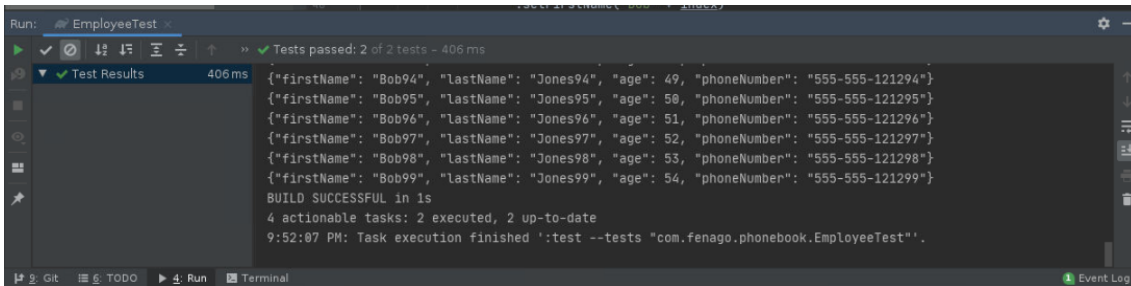 .setFirstName("Bob" + index)
Run: EmployeeTest ×
» ✔ Tests passed: 2 of 2 tests – 406 ms
Test Results 406 ms
{"firstName": "Bob94", "lastName": "Jones94", "age": 49, "phoneNumber": "555-555-121294"}
{"firstName": "Bob95", "lastName": "Jones95", "age": 50, "phoneNumber": "555-555-121295"}
{"firstName": "Bob96", "lastName": "Jones96", "age": 51, "phoneNumber": "555-555-121296"}
{"firstName": "Bob97", "lastName": "Jones97", "age": 52, "phoneNumber": "555-555-121297"}
{"firstName": "Bob98", "lastName": "Jones98", "age": 53, "phoneNumber": "555-555-121298"}
{"firstName": "Bob99", "lastName": "Jones99", "age": 54, "phoneNumber": "555-555-121299"}
BUILD SUCCESSFUL in 1s
4 actionable tasks: 2 executed, 2 up-to-date
9:52:07 PM: Task execution finished ':test --tests "com.fenago.phonebook.EmployeeTest"'.
9: Git 6: TODO 4: Run Terminal 1 Event Log